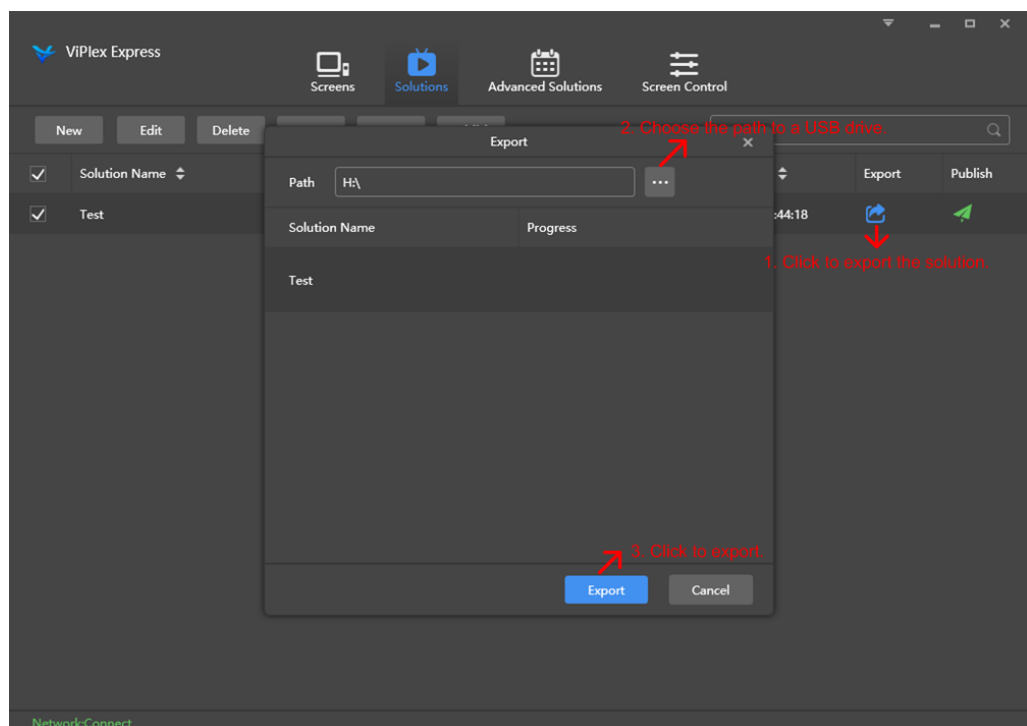 ViPlex Express
Screens
Solutions
Advanced Solutions
Screen Control
New
Edit
Delete
2. Choose the path to a USB drive.
Export
Solution Name
Export
Publish
Path
H:\
...
Test
:44:18
Solution Name
Progress
1. Click to export the solution.
Test
3. Click to export
Export
Cancel
Network:Connect